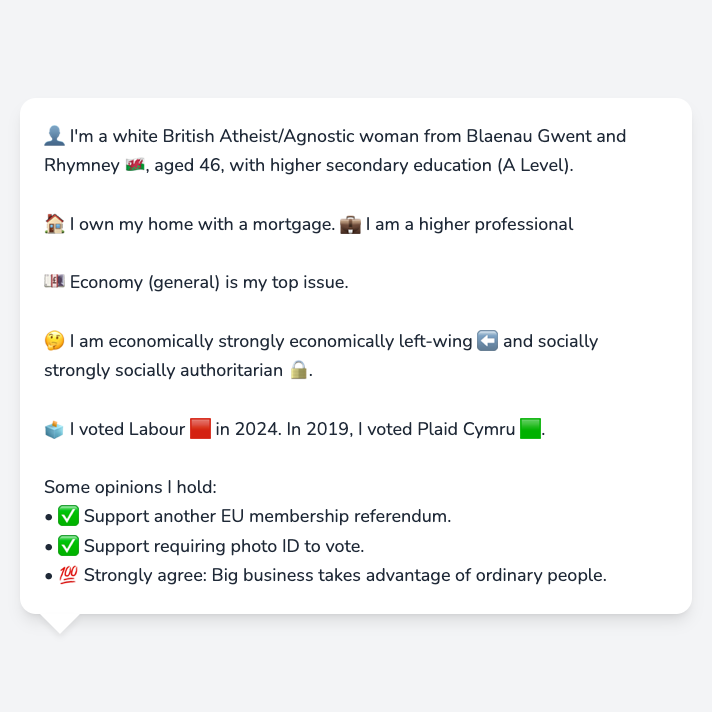 👤 I'm a white British Atheist/Agnostic woman from Blaenau Gwent and
Rhymney 🏴󠁧󠁢󠁷󠁬󠁳󠁿, aged 46, with higher secondary education (A Level).
🏠 I own my home with a mortgage. 💼 I am a higher professional
💷 Economy (general) is my top issue.
🤔 I am economically strongly economically left-wing ⬅️ and socially
strongly socially authoritarian 🔒.
🗳️ I voted Labour 🟥 in 2024. In 2019, I voted Plaid Cymru 🟩.
Some opinions I hold:
• ✅ Support another EU membership referendum.
• ✅ Support requiring photo ID to vote.
• 💯 Strongly agree: Big business takes advantage of ordinary people.